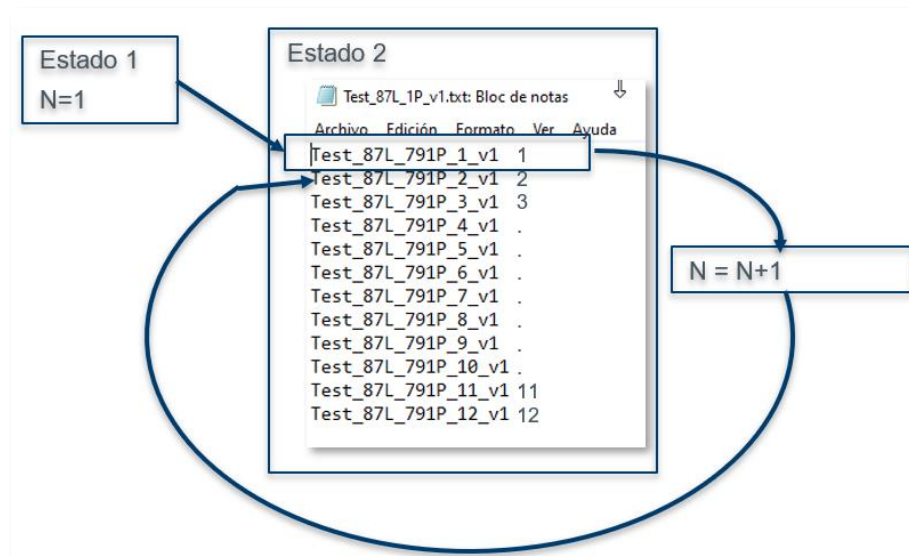 Estado 1
N=1
Estado 2
Test_87L_1P_v1.txt: Bloc de notas
Archivo Edición Formato Ver Ayuda
Test_87L_791P_1_v1 1
Test_87L_791P_2_v1 2
Test_87L_791P_3_v1 3
Test_87L_791P_4_v1 .
Test_87L_791P_5_v1 .
Test_87L_791P_6_v1 .
Test_87L_791P_7_v1 .
Test_87L_791P_8_v1 .
Test_87L_791P_9_v1 .
Test_87L_791P_10_v1 .
Test_87L_791P_11_v1 11
Test_87L_791P_12_v1 12
N = N+1